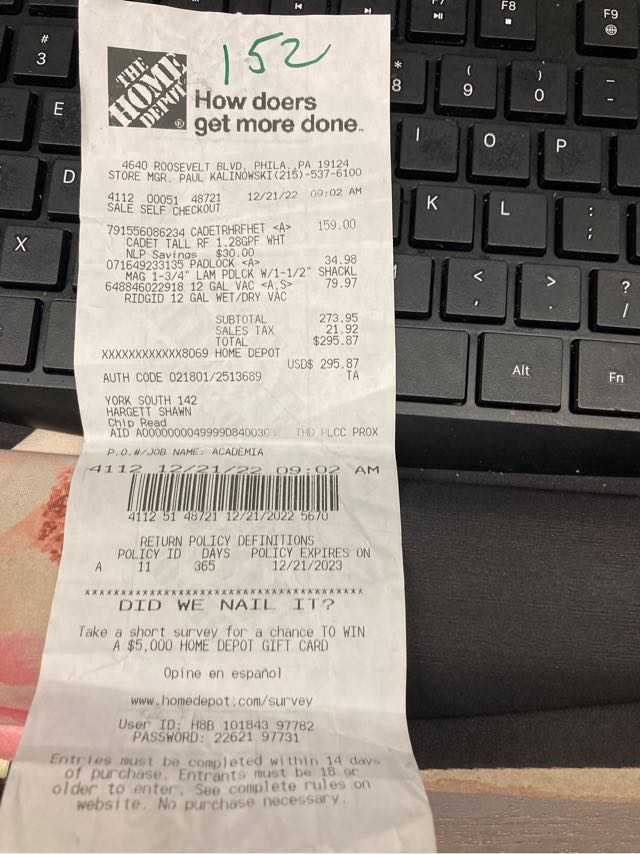 152
THE
HOME
DEPOT
®
How doers
get more done™
4640 ROOSEVELT BLVD. PHILA.,PA 19124
STORE MGR. PAUL KALINOWSKI(215)-537-6100
4112 00051 48721 12/21/22 09:02 AM
SALE SELF CHECKOUT
791556086234 CADETRHRFHET <A> 159.00
CADET TALL RF 1.28GPF WHT
NLP Savings $30.00
071649233135 PADLOCK <A> 34.98
MAG 1-3/4" LAM PDLCK W/1-1/2" SHACKL
648846022918 12 GAL VAC <A,S> 79.97
RIDGID 12 GAL WET/DRY VAC
SUBTOTAL 273.95
SALES TAX 21.92
TOTAL $295.87
XXXXXXXXXXXX8069 HOME DEPOT
USD$ 295.87
AUTH CODE 021801/2513689 TA
YORK SOUTH 142
HARGETT SHAWN
Chip Read
THD PLCC PROX
P.O.#/JOB NAME: ACADEMIA
4112 12/21/22 09:02 AM
4112 51 48721 12/21/2022 5670
RETURN POLICY DEFINITIONS
POLICY ID DAYS POLICY EXPIRES ON
A 11 365 12/21/2023
DID WE NAIL IT?
Take a short survey for a chance TO WIN
A $5,000 HOME DEPOT GIFT CARD
Opine en español
www.homedepot.com/survey
User ID: H8B 101843 97782
PASSWORD: 22621 97731
Entries must be completed within 14 days
of purchase. Entrants must be 18 or
older to enter. See complete rules on
website. No purchase necessary.
F8
F9
# 3
* 8
( 9
) 0
E
I
O
P
D
K
L
: ;
X
< ,
> .
? /
Alt
Fn